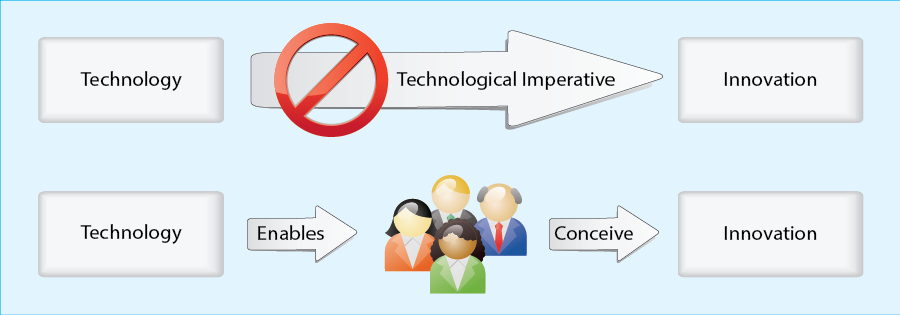 Technology
Technological Imperative
Innovation
Technology
Enables
Conceive
Innovation